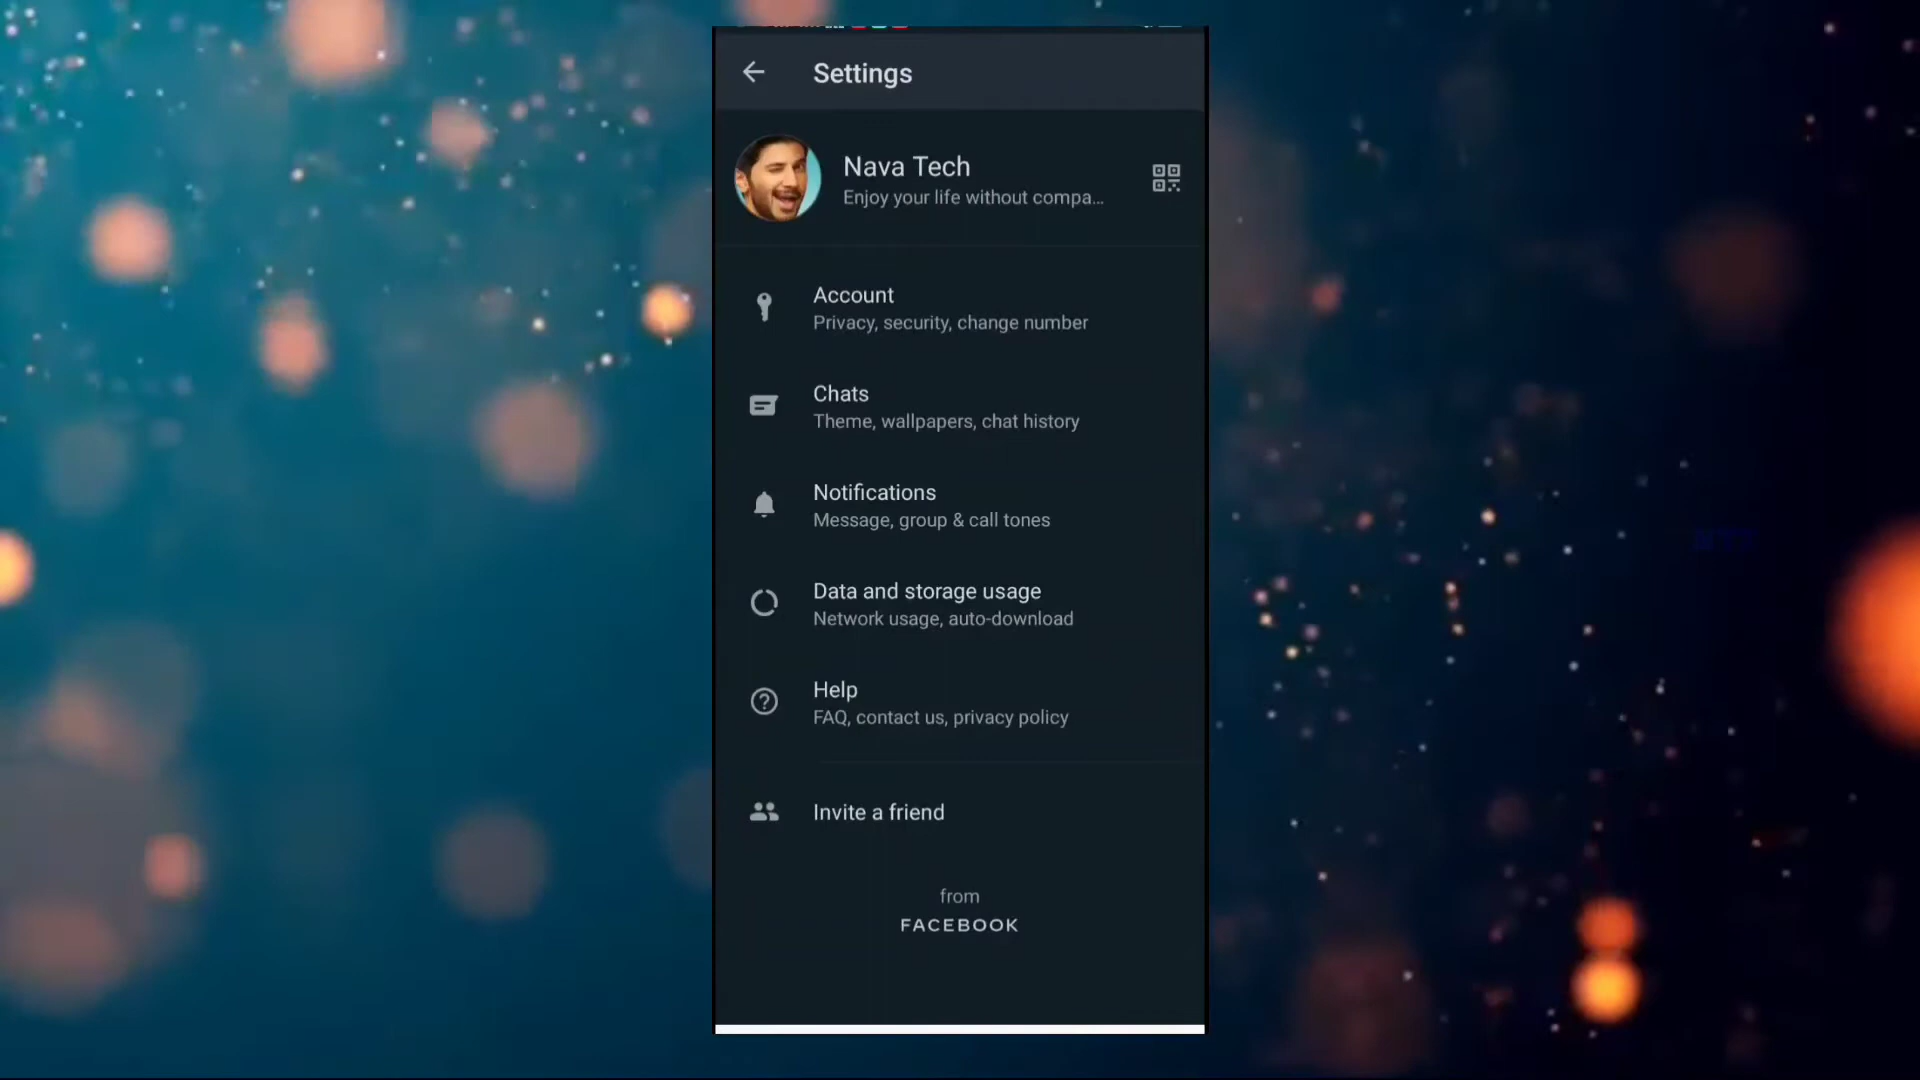 Settings
Nava Tech
Enjoy your life without compa...
Account
Privacy, security, change number
Chats
Theme, wallpapers, chat history
Notifications
Message, group & call tones
Data and storage usage
Network usage, auto-download
Help
FAQ, contact us, privacy policy
Invite a friend
from
FACEBOOK